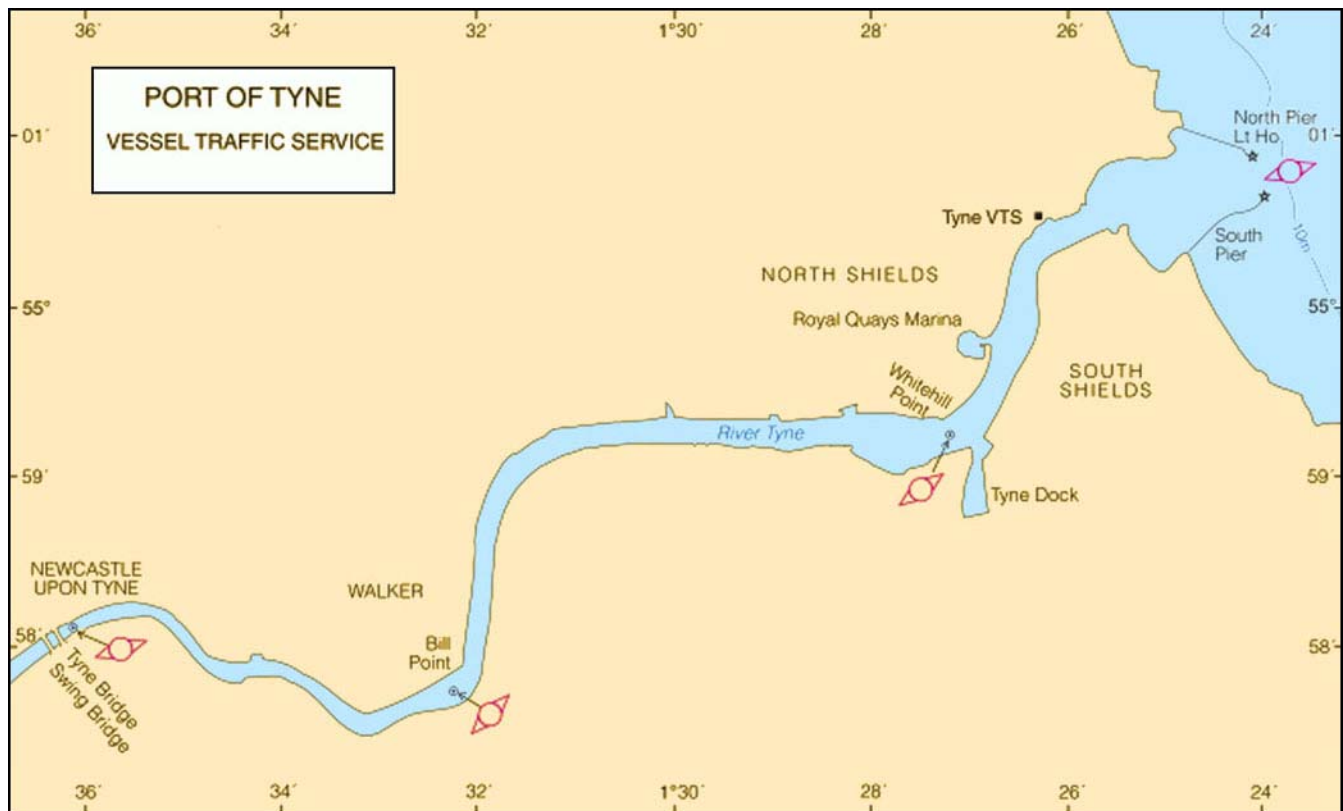 36´ 34´ 32´ 1°30´ 28´ 26´ 24´
PORT OF TYNE
VESSEL TRAFFIC SERVICE
North Pier
Lt Ho
01´ 01´
Tyne VTS
South
Pier
10m
NORTH SHIELDS
55° 55°
Royal Quays Marina
Whitehill
Point
SOUTH
SHIELDS
River Tyne
59´ 59´
Tyne Dock
NEWCASTLE
UPON TYNE
WALKER
58´ 58´
Bill
Point
Tyne Bridge
Swing Bridge
36´ 34´ 32´ 1°30´ 28´ 26´ 24´